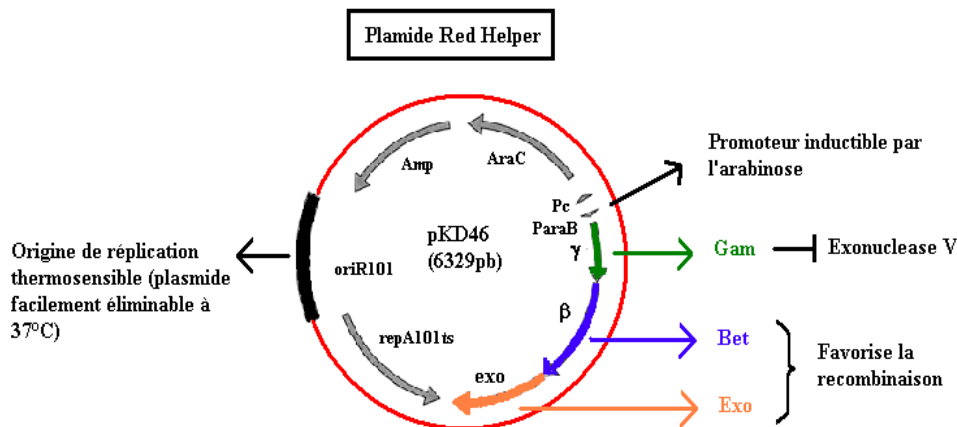 Plamide Red Helper
Amp
AraC
Promoteur inductible par
l'arabinose
Pc
ParaB
γ
Gam
Exonuclease V
pKD46
(6329pb)
Origine de réplication
thermosensible (plasmide
facilement éliminable à
37°C)
oriR101
β
Bet
repA101ts
exo
Exo
Favorise la
recombinaison